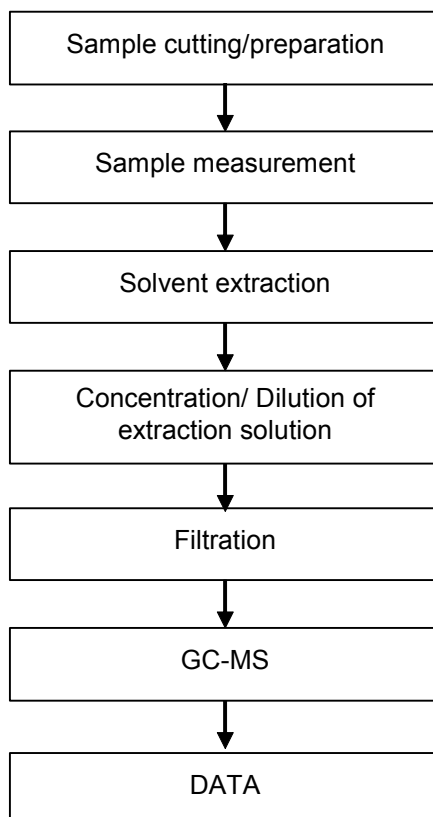 Sample cutting/preparation
Sample measurement
Solvent extraction
Concentration/ Dilution of
extraction solution
Filtration
GC-MS
DATA